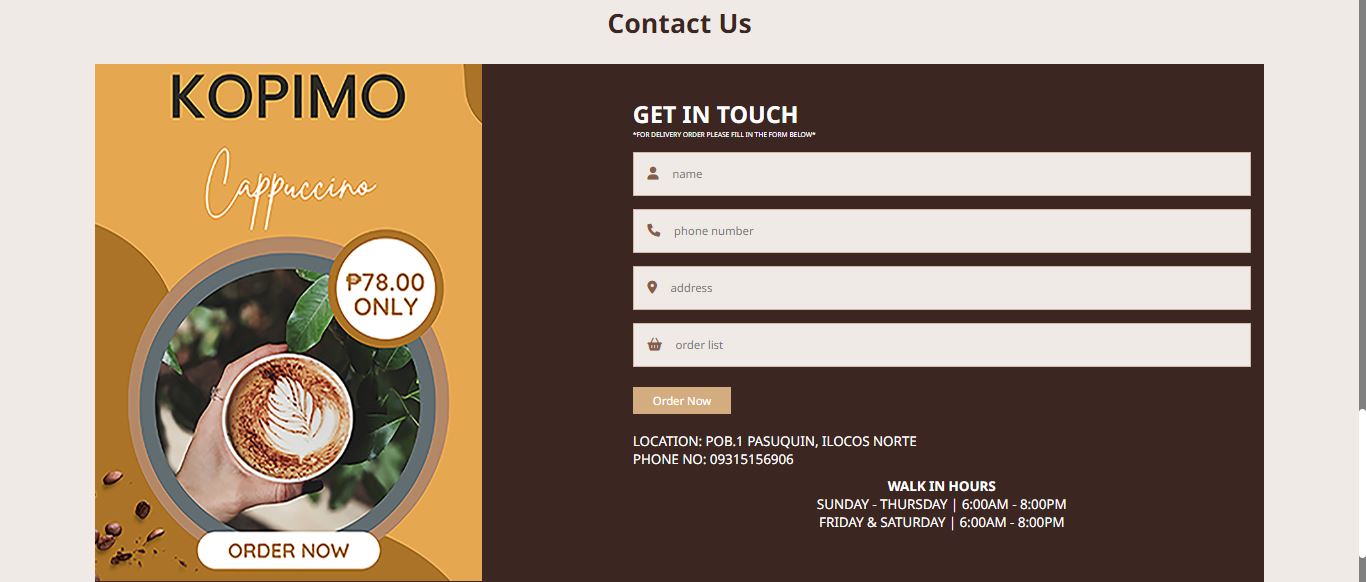 Contact Us
KOPIMO
Cappuccino
₱78.00
ONLY
ORDER NOW
GET IN TOUCH
*FOR DELIVERY ORDER PLEASE FILL IN THE FORM BELOW*
name
phone number
address
order list
Order Now
LOCATION: POB.1 PASUQUIN, ILOCOS NORTE
PHONE NO: 09315156906
WALK IN HOURS
SUNDAY - THURSDAY | 6:00AM - 8:00PM
FRIDAY & SATURDAY | 6:00AM - 8:00PM